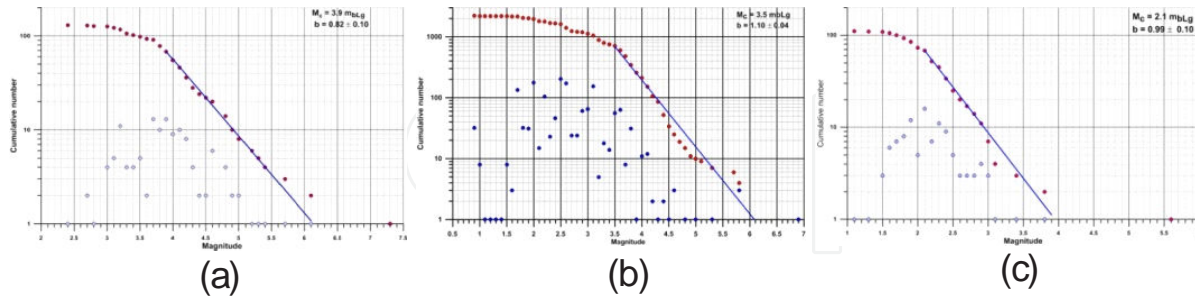 Mc = 3.9 mbLg
b = 0.82 ± 0.10
Cumulative number
100
10
1
2 2.5 3 3.5 4 4.5 5 5.5 6 6.5 7 7.5
Magnitude
(a)
Mc = 3.5 mbLg
b = 1.10 ± 0.04
Cumulative number
1000
100
10
1
0.5 1 1.5 2 2.5 3 3.5 4 4.5 5 5.5 6 6.5 7
Magnitude
(b)
Mc = 2.1 mbLg
b = 0.99 ± 0.10
Cumulative number
100
10
1
1 1.5 2 2.5 3 3.5 4 4.5 5 5.5 6
Magnitude
(c)